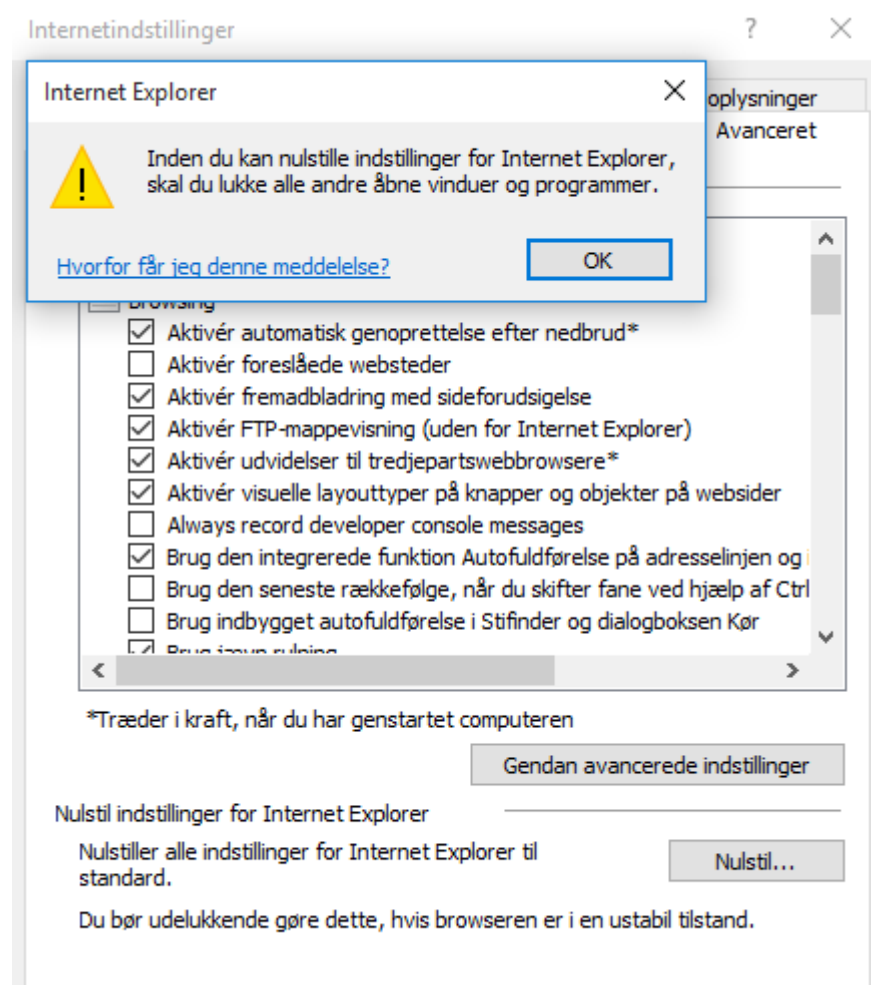 Internetindstillinger
Internet Explorer
oplysninger
Avanceret
Inden du kan nulstille indstillinger for Internet Explorer,
skal du lukke alle andre åbne vinduer og programmer.
Hvorfor får jeg denne meddelelse?
OK
Browsing
Aktivér automatisk genoprettelse efter nedbrud*
Aktivér foreslåede websteder
Aktivér fremadbladring med sideforudsigelse
Aktivér FTP-mappevisning (uden for Internet Explorer)
Aktivér udvidelser til tredjepartswebbrowsere*
Aktivér visuelle layouttyper på knapper og objekter på websider
Always record developer console messages
Brug den integrerede funktion Autofuldførelse på adresselinjen og i
Brug den seneste rækkefølge, når du skifter fane ved hjælp af Ctrl
Brug indbygget autofuldførelse i Stifinder og dialogboksen Kør
Brug jævn rulning
*Træder i kraft, når du har genstartet computeren
Gendan avancerede indstillinger
Nulstil indstillinger for Internet Explorer
Nulstiller alle indstillinger for Internet Explorer til
standard.
Nulstil...
Du bør udelukkende gøre dette, hvis browseren er i en ustabil tilstand.